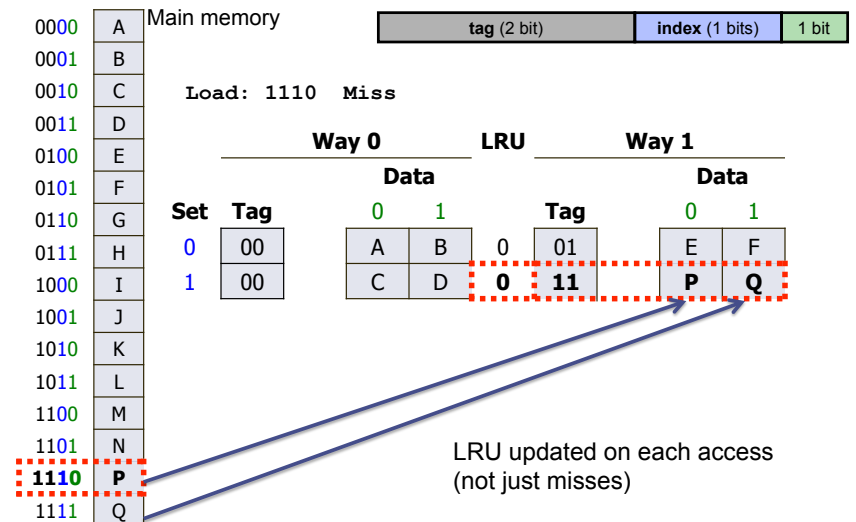 Main memory
tag (2 bit) index (1 bits) 1 bit
0000 A
0001 B
0010 C
0011 D
0100 E
0101 F
0110 G
0111 H
1000 I
1001 J
1010 K
1011 L
1100 M
1101 N
1110 P
1111 Q
Load: 1110 Miss
Way 0 LRU Way 1
Data Data
Set Tag 0 1 Tag 0 1
0 00 A B 0 01 E F
1 00 C D 0 11 P Q
LRU updated on each access
(not just misses)